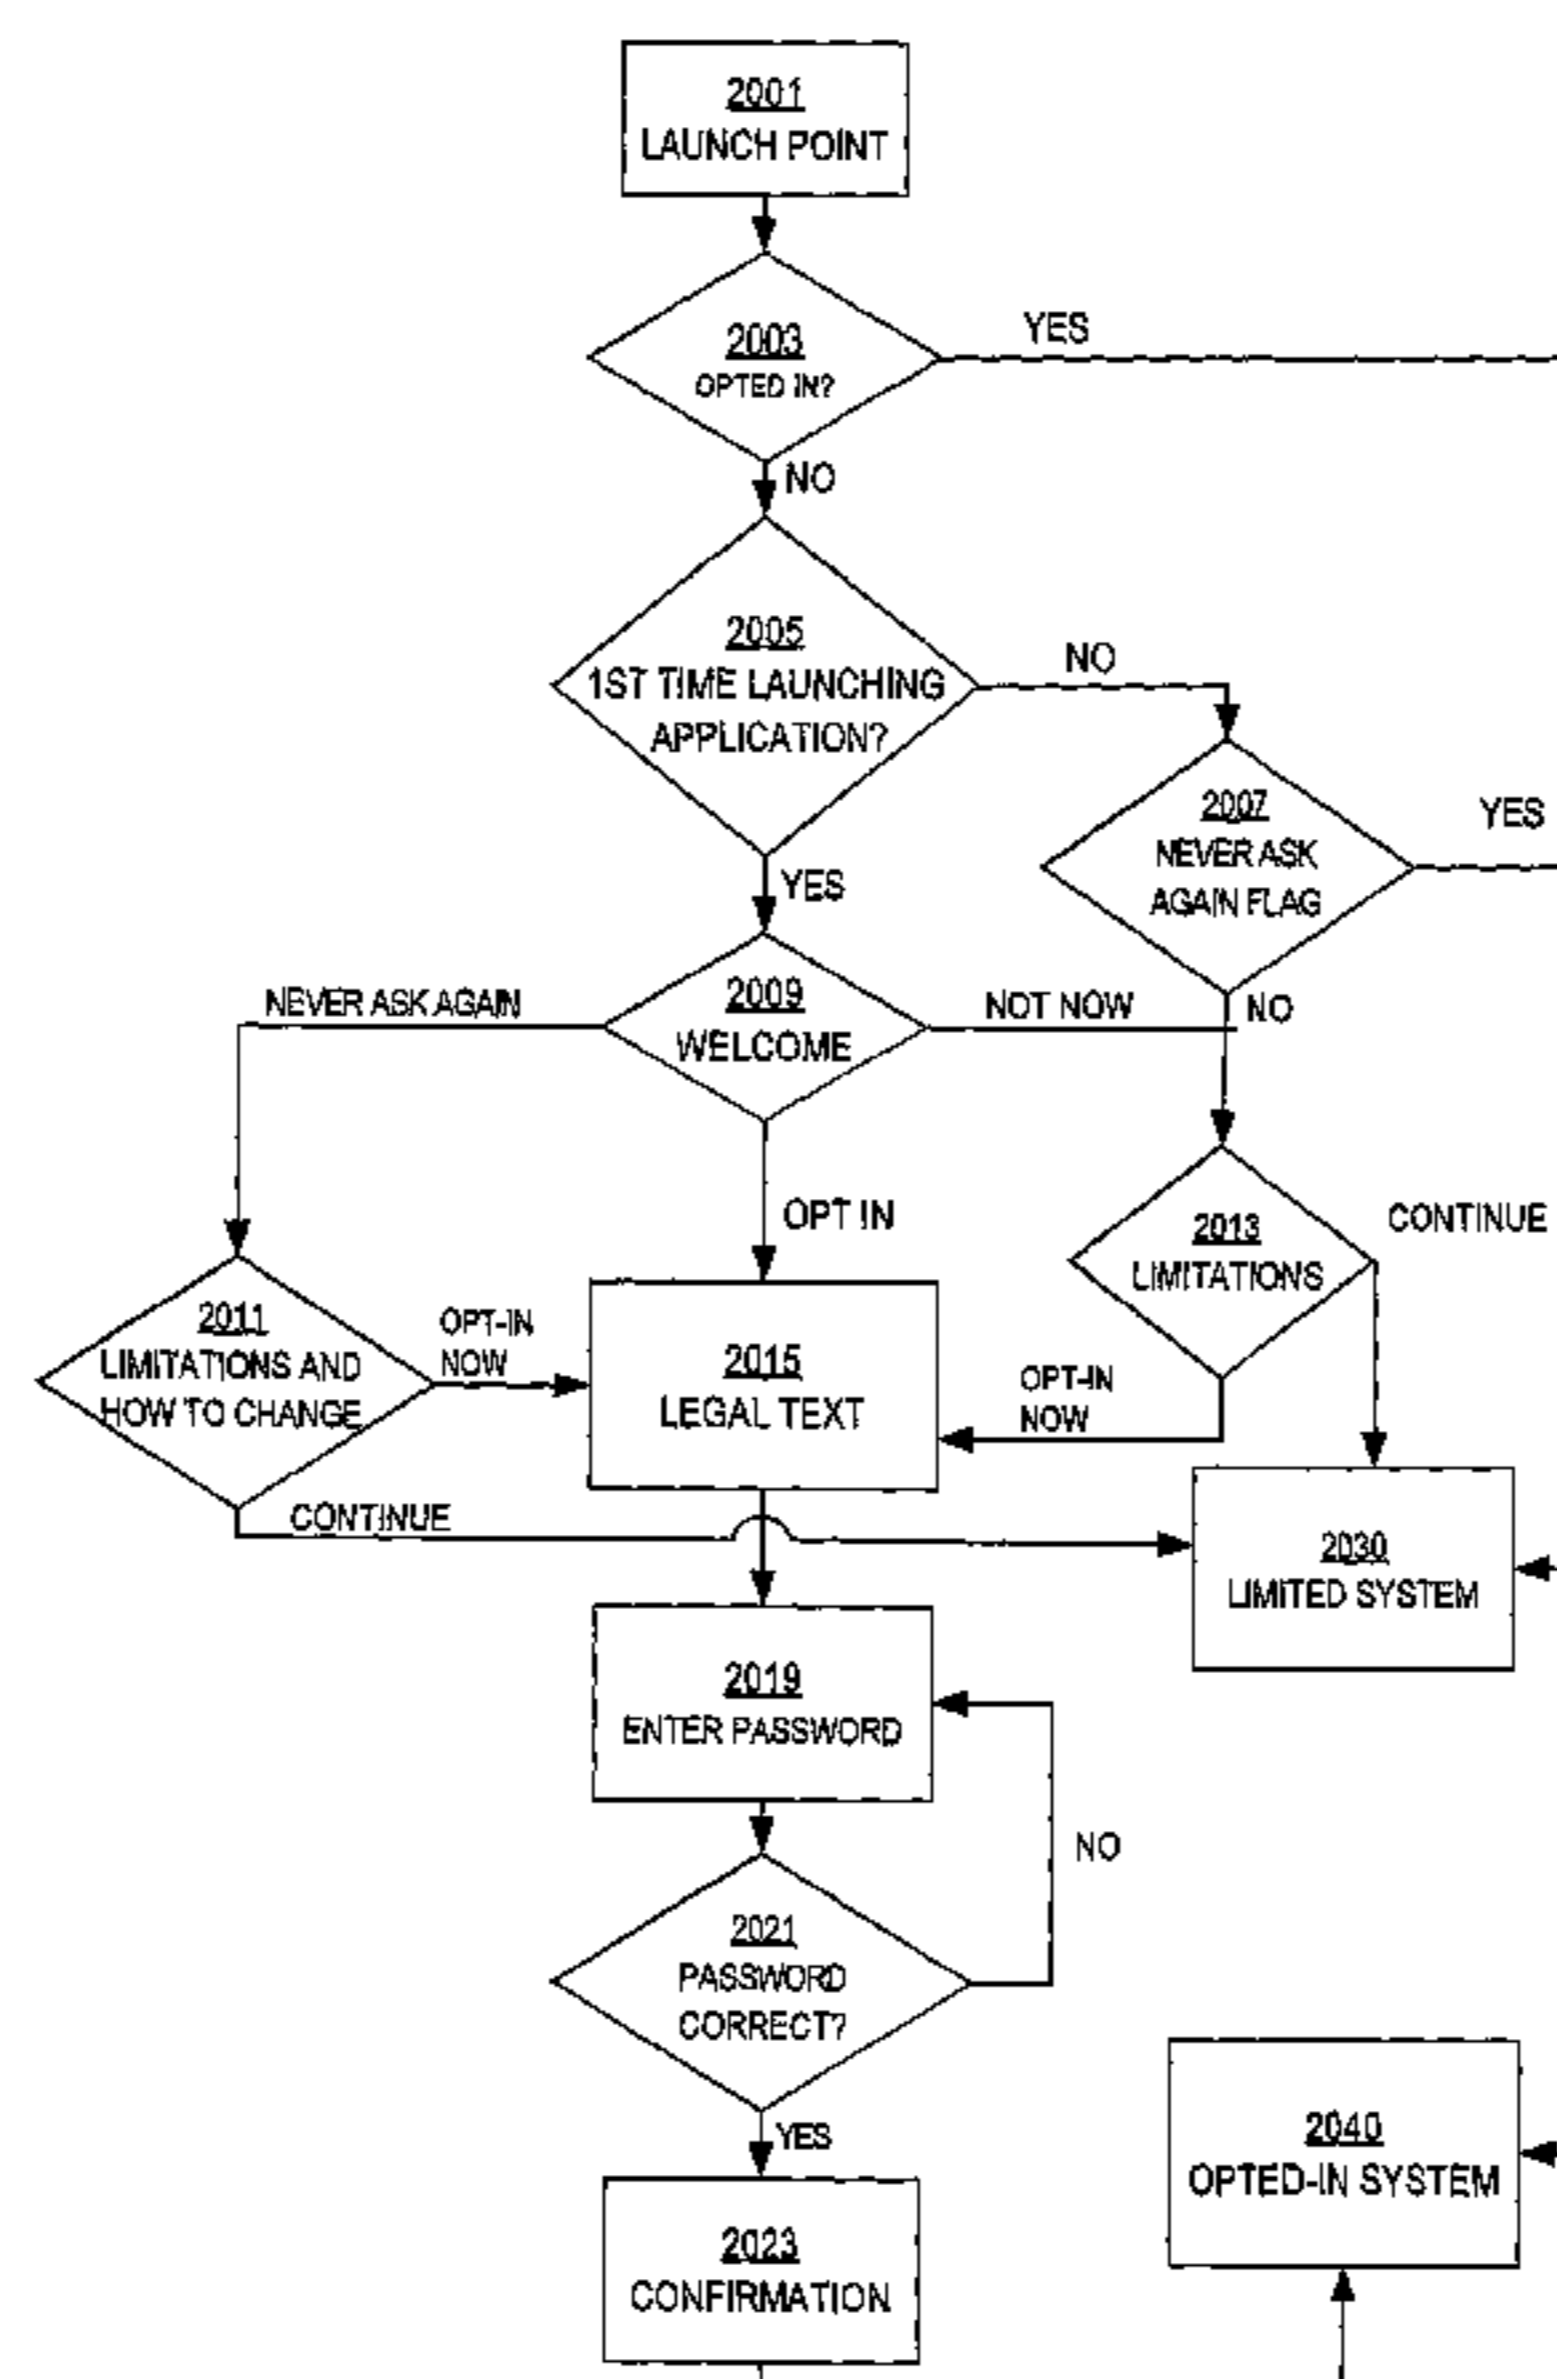 2001
LAUNCH POINT
2003
OPTED IN?
YES
NO
2005
1ST TIME LAUNCHING
APPLICATION?
NO
2007
NEVER ASK
AGAIN FLAG
YES
YES
NO
2009
WELCOME
NEVER ASK AGAIN
NOT NOW
OPT IN
2011
LIMITATIONS AND
HOW TO CHANGE
OPT-IN
NOW
2015
LEGAL TEXT
2013
LIMITATIONS
CONTINUE
OPT-IN
NOW
CONTINUE
2030
LIMITED SYSTEM
2019
ENTER PASSWORD
NO
2021
PASSWORD
CORRECT?
YES
2040
OPTED-IN SYSTEM
2023
CONFIRMATION